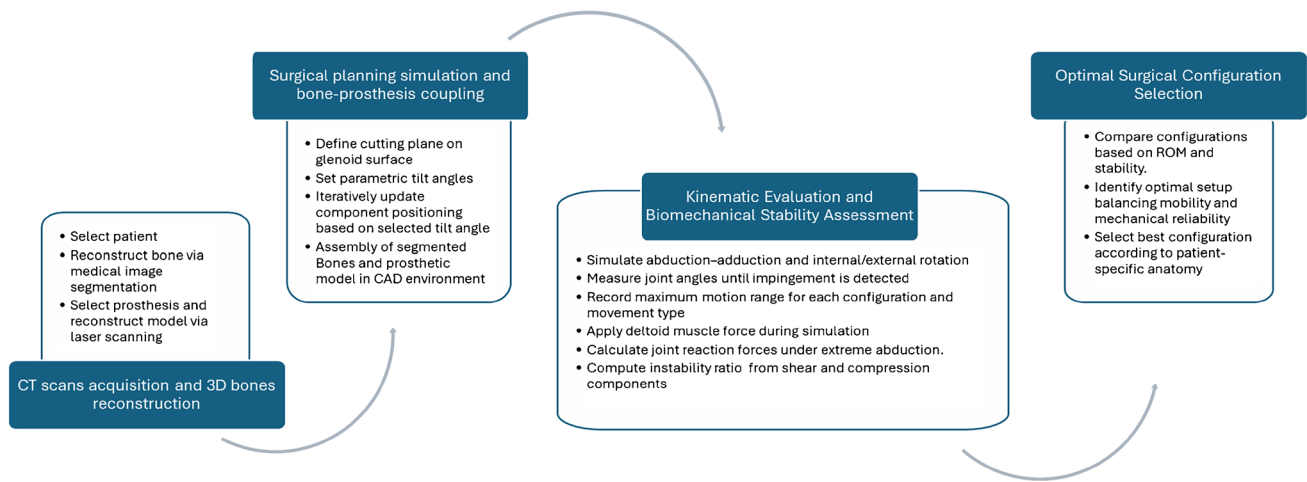 • Select patient
• Reconstruct bone via
medical image
segmentation
• Select prosthesis and
reconstruct model via
laser scanning
CT scans acquisition and 3D bones
reconstruction
Surgical planning simulation and
bone-prosthesis coupling
• Define cutting plane on
glenoid surface
• Set parametric tilt angles
• Iteratively update
component positioning
based on selected tilt angle
• Assembly of segmented
Bones and prosthetic
model in CAD environment
Kinematic Evaluation and
Biomechanical Stability Assessment
• Simulate abduction–adduction and internal/external rotation
• Measure joint angles until impingement is detected
• Record maximum motion range for each configuration and
movement type
• Apply deltoid muscle force during simulation
• Calculate joint reaction forces under extreme abduction.
• Compute instability ratio from shear and compression
components
Optimal Surgical Configuration
Selection
• Compare configurations
based on ROM and
stability.
• Identify optimal setup
balancing mobility and
mechanical reliability
• Select best configuration
according to patient-
specific anatomy